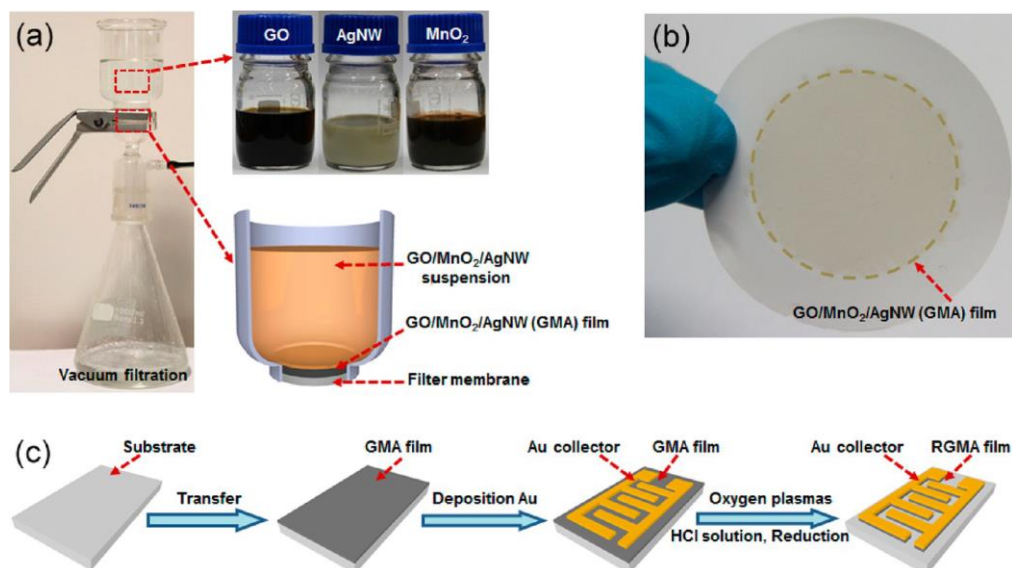 (a)
GO
AgNW
MnO₂
GO/MnO₂/AgNW
suspension
GO/MnO₂/AgNW (GMA) film
Filter membrane
Vacuum filtration
(b)
GO/MnO₂/AgNW (GMA) film
(c)
Substrate
Transfer
GMA film
Deposition Au
Au collector
GMA film
Oxygen plasmas
HCl solution, Reduction
Au collector
RGMA film